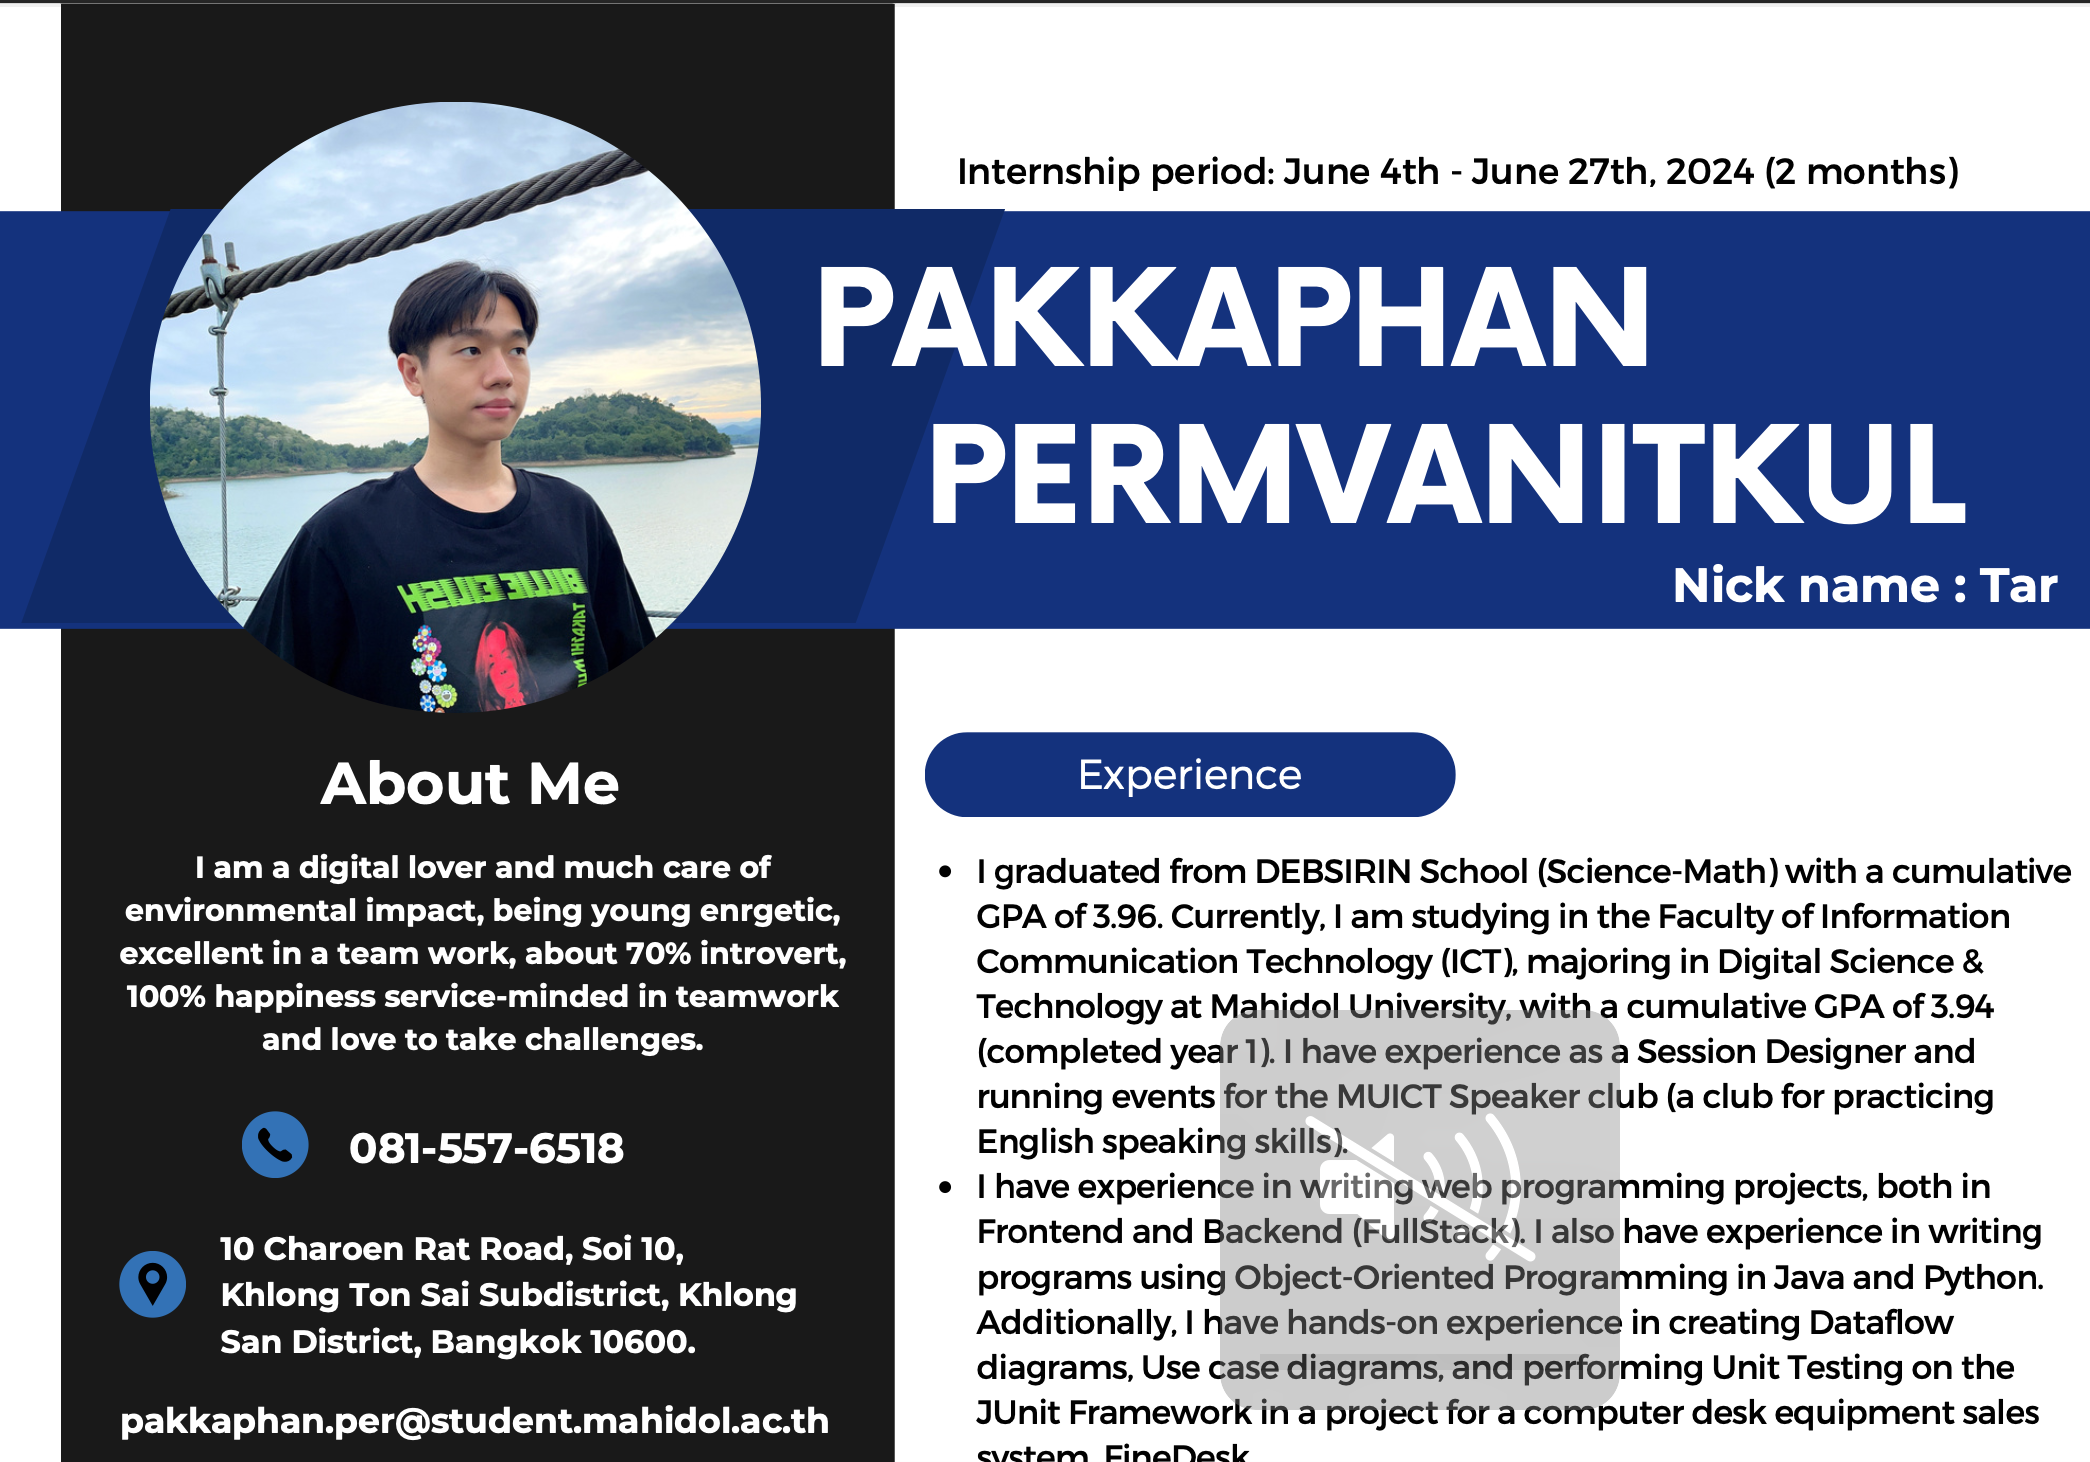 Internship period: June 4th - June 27th, 2024 (2 months)
PAKKAPHAN
PERMVANITKUL
Nick name : Tar
BILLIE EILISH
TAKASHI MU
About Me
I am a digital lover and much care of
environmental impact, being young enrgetic,
excellent in a team work, about 70% introvert,
100% happiness service-minded in teamwork
and love to take challenges.
081-557-6518
10 Charoen Rat Road, Soi 10,
Khlong Ton Sai Subdistrict, Khlong
San District, Bangkok 10600.
pakkaphan.per@student.mahidol.ac.th
Experience
• I graduated from DEBSIRIN School (Science-Math) with a cumulative
GPA of 3.96. Currently, I am studying in the Faculty of Information
Communication Technology (ICT), majoring in Digital Science &
Technology at Mahidol University, with a cumulative GPA of 3.94
(completed year 1). I have experience as a Session Designer and
running events for the MUICT Speaker club (a club for practicing
English speaking skills).
• I have experience in writing web programming projects, both in
Frontend and Backend (FullStack). I also have experience in writing
programs using Object-Oriented Programming in Java and Python.
Additionally, I have hands-on experience in creating Dataflow
diagrams, Use case diagrams, and performing Unit Testing on the
JUnit Framework in a project for a computer desk equipment sales
system, FineDesk